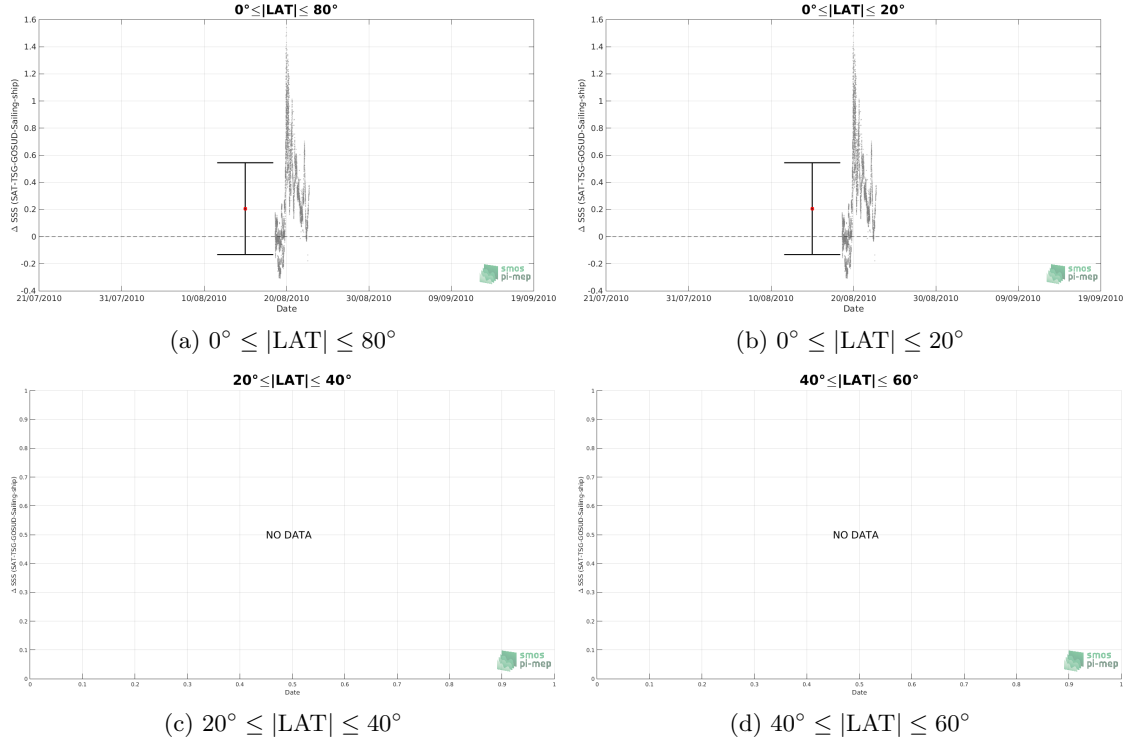 0°≤|LAT|≤ 80°
Δ SSS (SAT-TSG-GOSUD-Sailing-ship)
1.6
1.4
1.2
1
0.8
0.6
0.4
0.2
0
-0.2
-0.4
21/07/2010 31/07/2010 10/08/2010 20/08/2010 30/08/2010 09/09/2010 19/09/2010
Date
smos
pi-mep
(a) 0° ≤ |LAT| ≤ 80°
0°≤|LAT|≤ 20°
Δ SSS (SAT-TSG-GOSUD-Sailing-ship)
1.6
1.4
1.2
1
0.8
0.6
0.4
0.2
0
-0.2
-0.4
21/07/2010 31/07/2010 10/08/2010 20/08/2010 30/08/2010 09/09/2010 19/09/2010
Date
smos
pi-mep
(b) 0° ≤ |LAT| ≤ 20°
20°≤|LAT|≤ 40°
Δ SSS (SAT-TSG-GOSUD-Sailing-ship)
1
0.9
0.8
0.7
0.6
0.5
0.4
0.3
0.2
0.1
0
NO DATA
0 0.1 0.2 0.3 0.4 0.5 0.6 0.7 0.8 0.9 1
Date
smos
pi-mep
(c) 20° ≤ |LAT| ≤ 40°
40°≤|LAT|≤ 60°
Δ SSS (SAT-TSG-GOSUD-Sailing-ship)
1
0.9
0.8
0.7
0.6
0.5
0.4
0.3
0.2
0.1
0
NO DATA
0 0.1 0.2 0.3 0.4 0.5 0.6 0.7 0.8 0.9 1
Date
smos
pi-mep
(d) 40° ≤ |LAT| ≤ 60°